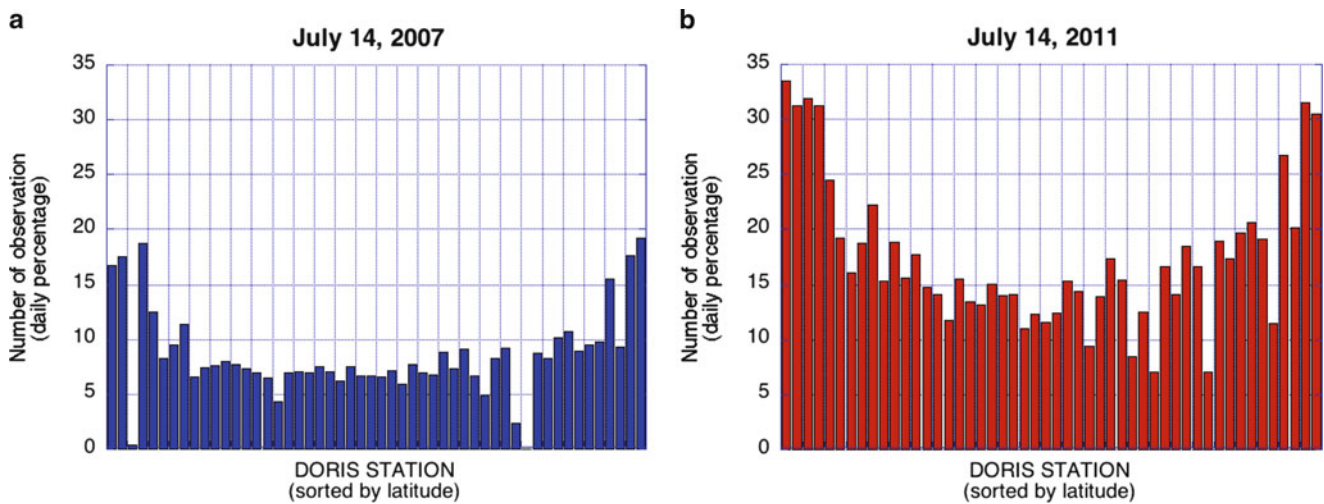 a
July 14, 2007
35
30
25
20
15
10
5
0
Number of observation
(daily percentage)
DORIS STATION
(sorted by latitude)
b
July 14, 2011
35
30
25
20
15
10
5
0
Number of observation
(daily percentage)
DORIS STATION
(sorted by latitude)